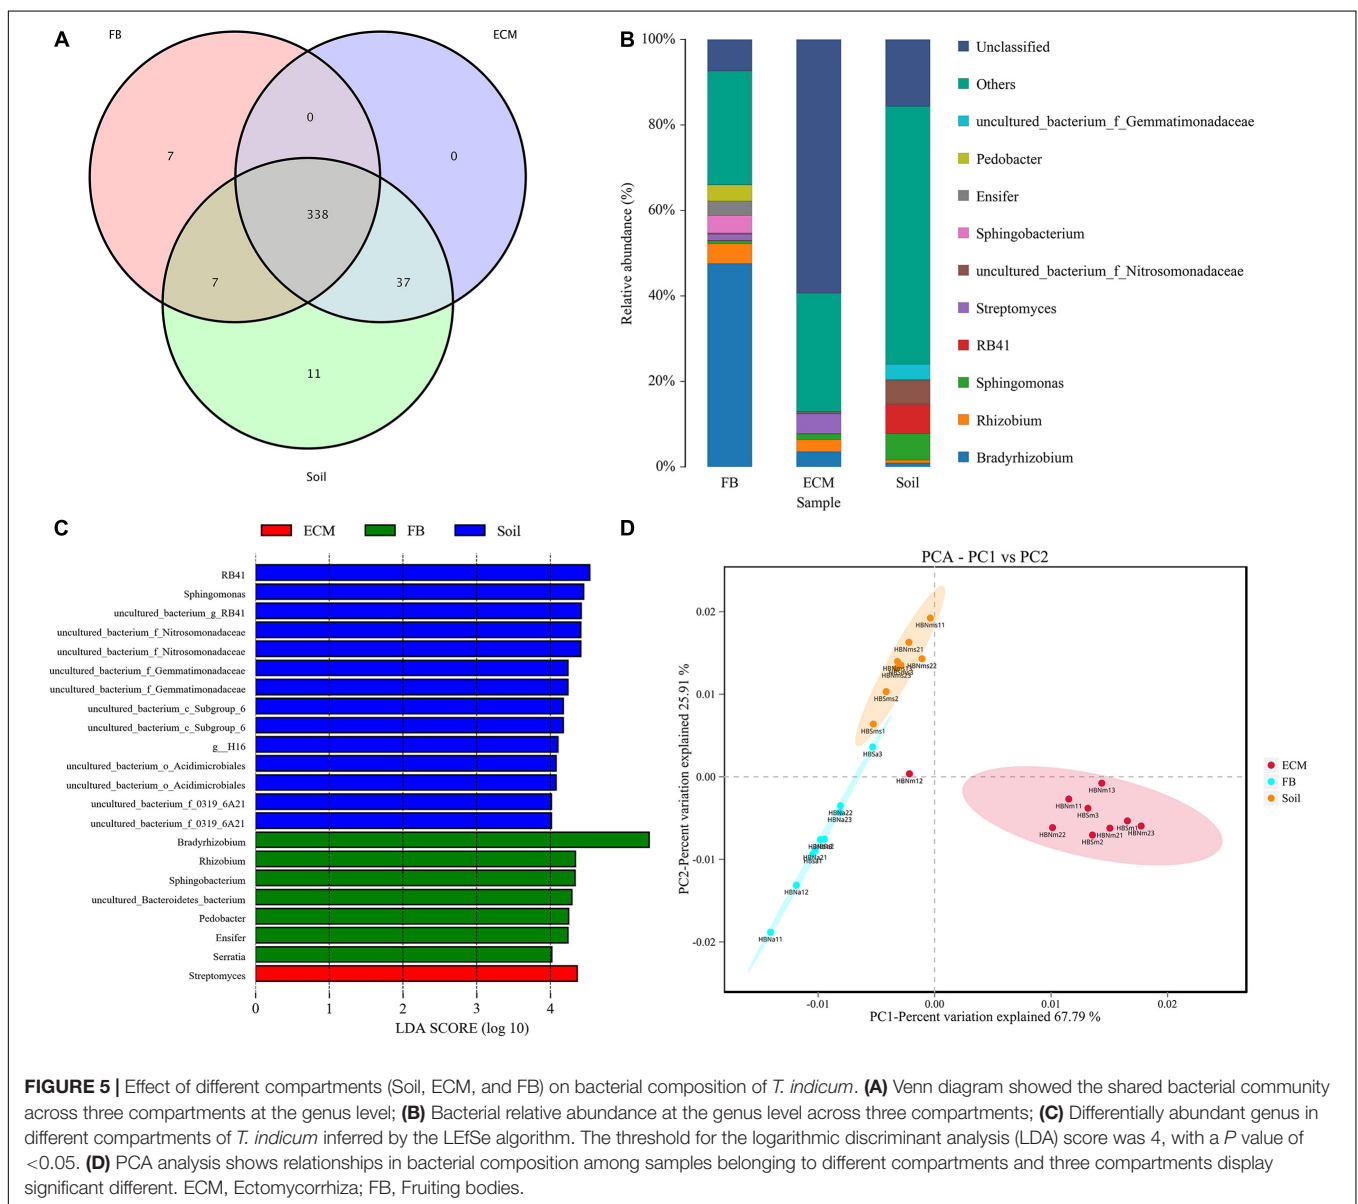 A
FB
ECM
7
0
0
338
7
37
11
Soil
B
Relative abundance (%)
100%
80%
60%
40%
20%
0%
FB
ECM
Soil
Sample
Unclassified
Others
uncultured_bacterium_f_Gemmatimonadaceae
Pedobacter
Ensifer
Sphingobacterium
uncultured_bacterium_f_Nitrosomonadaceae
Streptomyces
RB41
Sphingomonas
Rhizobium
Bradyrhizobium
C
ECM
FB
Soil
RB41
Sphingomonas
uncultured_bacterium_g_RB41
uncultured_bacterium_f_Nitrosomonadaceae
uncultured_bacterium_f_Nitrosomonadaceae
uncultured_bacterium_f_Gemmatimonadaceae
uncultured_bacterium_f_Gemmatimonadaceae
uncultured_bacterium_c_Subgroup_6
uncultured_bacterium_c_Subgroup_6
g__H16
uncultured_bacterium_o_Acidimicrobiales
uncultured_bacterium_o_Acidimicrobiales
uncultured_bacterium_f_0319_6A21
uncultured_bacterium_f_0319_6A21
Bradyrhizobium
Rhizobium
Sphingobacterium
uncultured_Bacteroidetes_bacterium
Pedobacter
Ensifer
Serratia
Streptomyces
0 1 2 3 4
LDA SCORE (log 10)
D
PCA - PC1 vs PC2
PC2-Percent variation explained 25.91 %
0.02
0.01
0.00
-0.01
-0.02
HBNms11
HBNms21
HBNms22
HBNms23
HBSms2
HBSms1
HBSa3
HBNm12
HBNa22
HBNa23
HBNa21
HBNa12
HBNa11
HBNm13
HBNm11
HBSm3
HBNm22
HBSm1
HBNm21
HBNm23
HBSm2
-0.01 0.00 0.01 0.02
PC1-Percent variation explained 67.79 %
ECM
FB
Soil
FIGURE 5 | Effect of different compartments (Soil, ECM, and FB) on bacterial composition of T. indicum. (A) Venn diagram showed the shared bacterial community
across three compartments at the genus level; (B) Bacterial relative abundance at the genus level across three compartments; (C) Differentially abundant genus in
different compartments of T. indicum inferred by the LEfSe algorithm. The threshold for the logarithmic discriminant analysis (LDA) score was 4, with a P value of
<0.05. (D) PCA analysis shows relationships in bacterial composition among samples belonging to different compartments and three compartments display
significant different. ECM, Ectomycorrhiza; FB, Fruiting bodies.